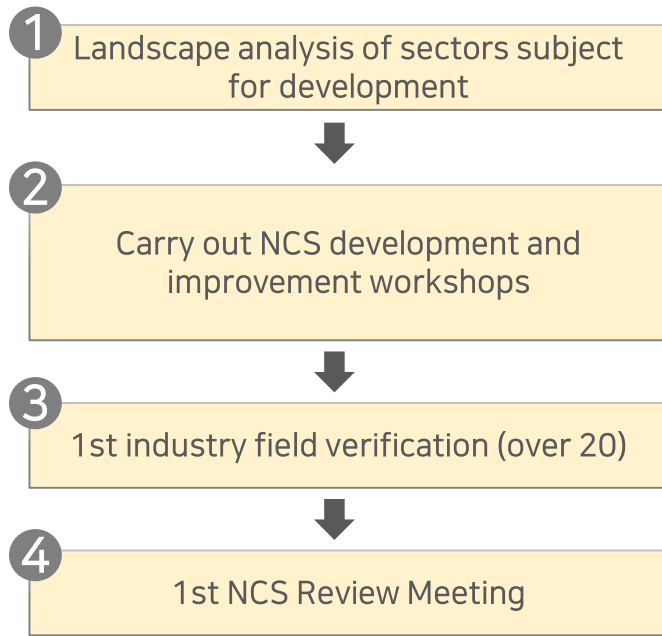 1
Landscape analysis of sectors subject
for development
2
Carry out NCS development and
improvement workshops
3
1st industry field verification (over 20)
4
1st NCS Review Meeting